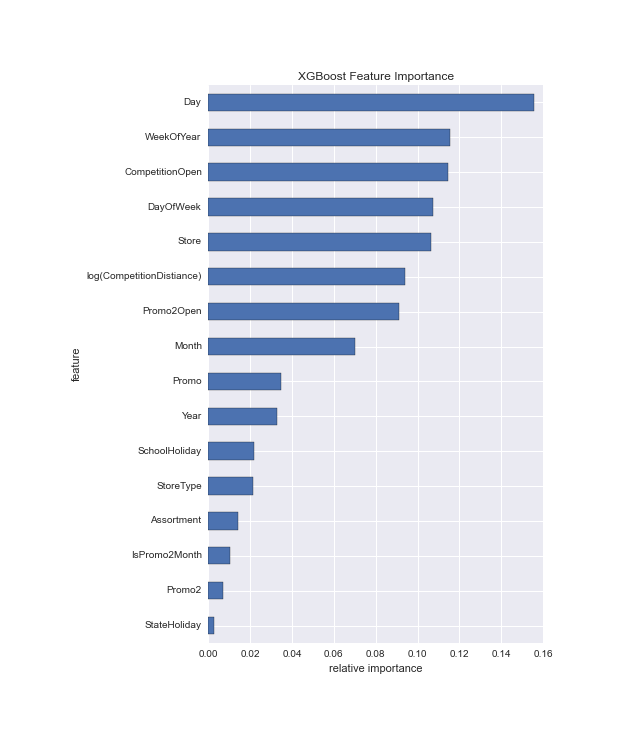 XGBoost Feature Importance
Day
WeekOfYear
CompetitionOpen
DayOfWeek
Store
log(CompetitionDistiance)
Promo2Open
Month
feature
Promo
Year
SchoolHoliday
StoreType
Assortment
IsPromo2Month
Promo2
StateHoliday
0.00 0.02 0.04 0.06 0.08 0.10 0.12 0.14 0.16
relative importance